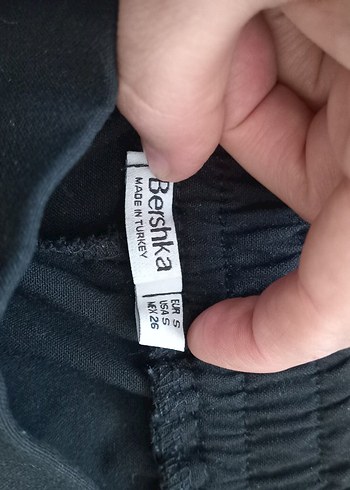 Bershka
MADE IN TURKEY
EUR S
USA S
MEX 26